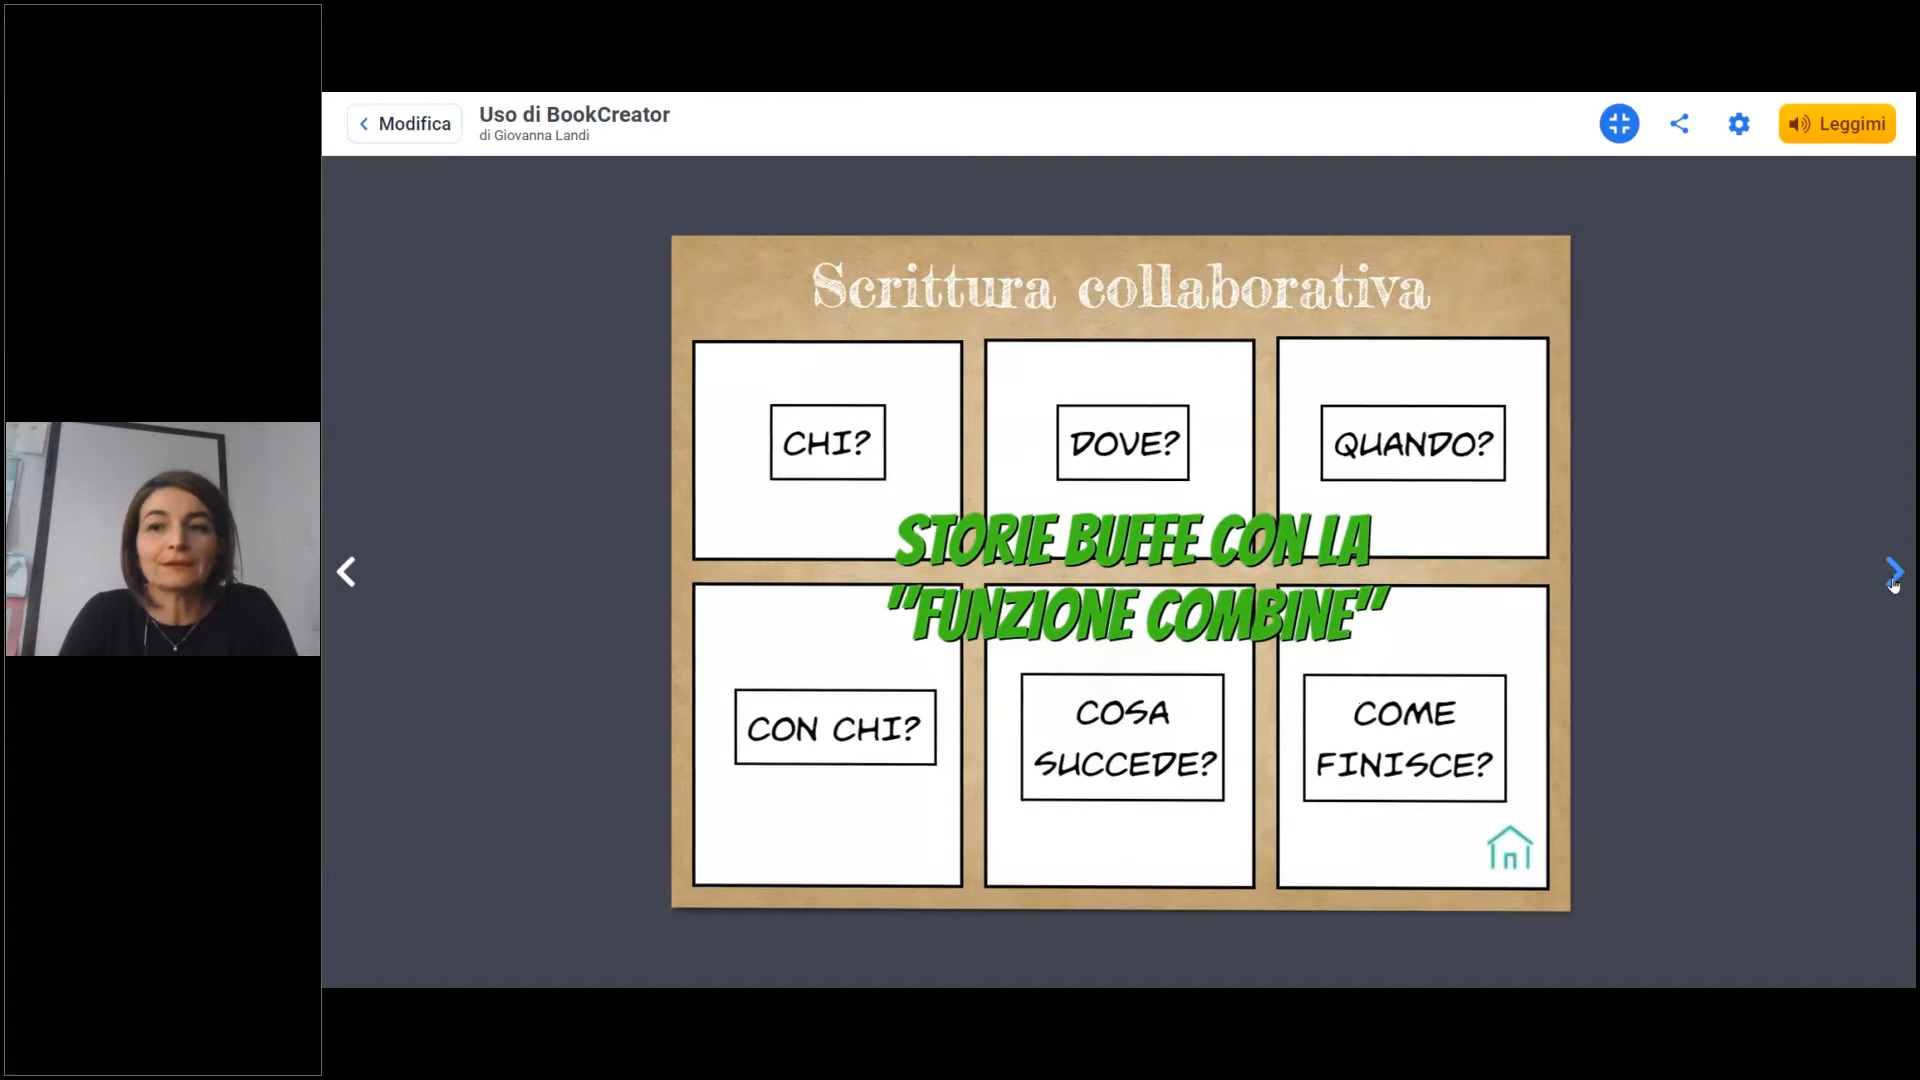 Modifica
Uso di BookCreator
di Giovanna Landi
Leggimi
Scrittura collaborativa
CHI?
DOVE?
QUANDO?
STORIE BUFFE CON LA
"FUNZIONE COMBINE"
CON CHI?
COSA
SUCCEDE?
COME
FINISCE?